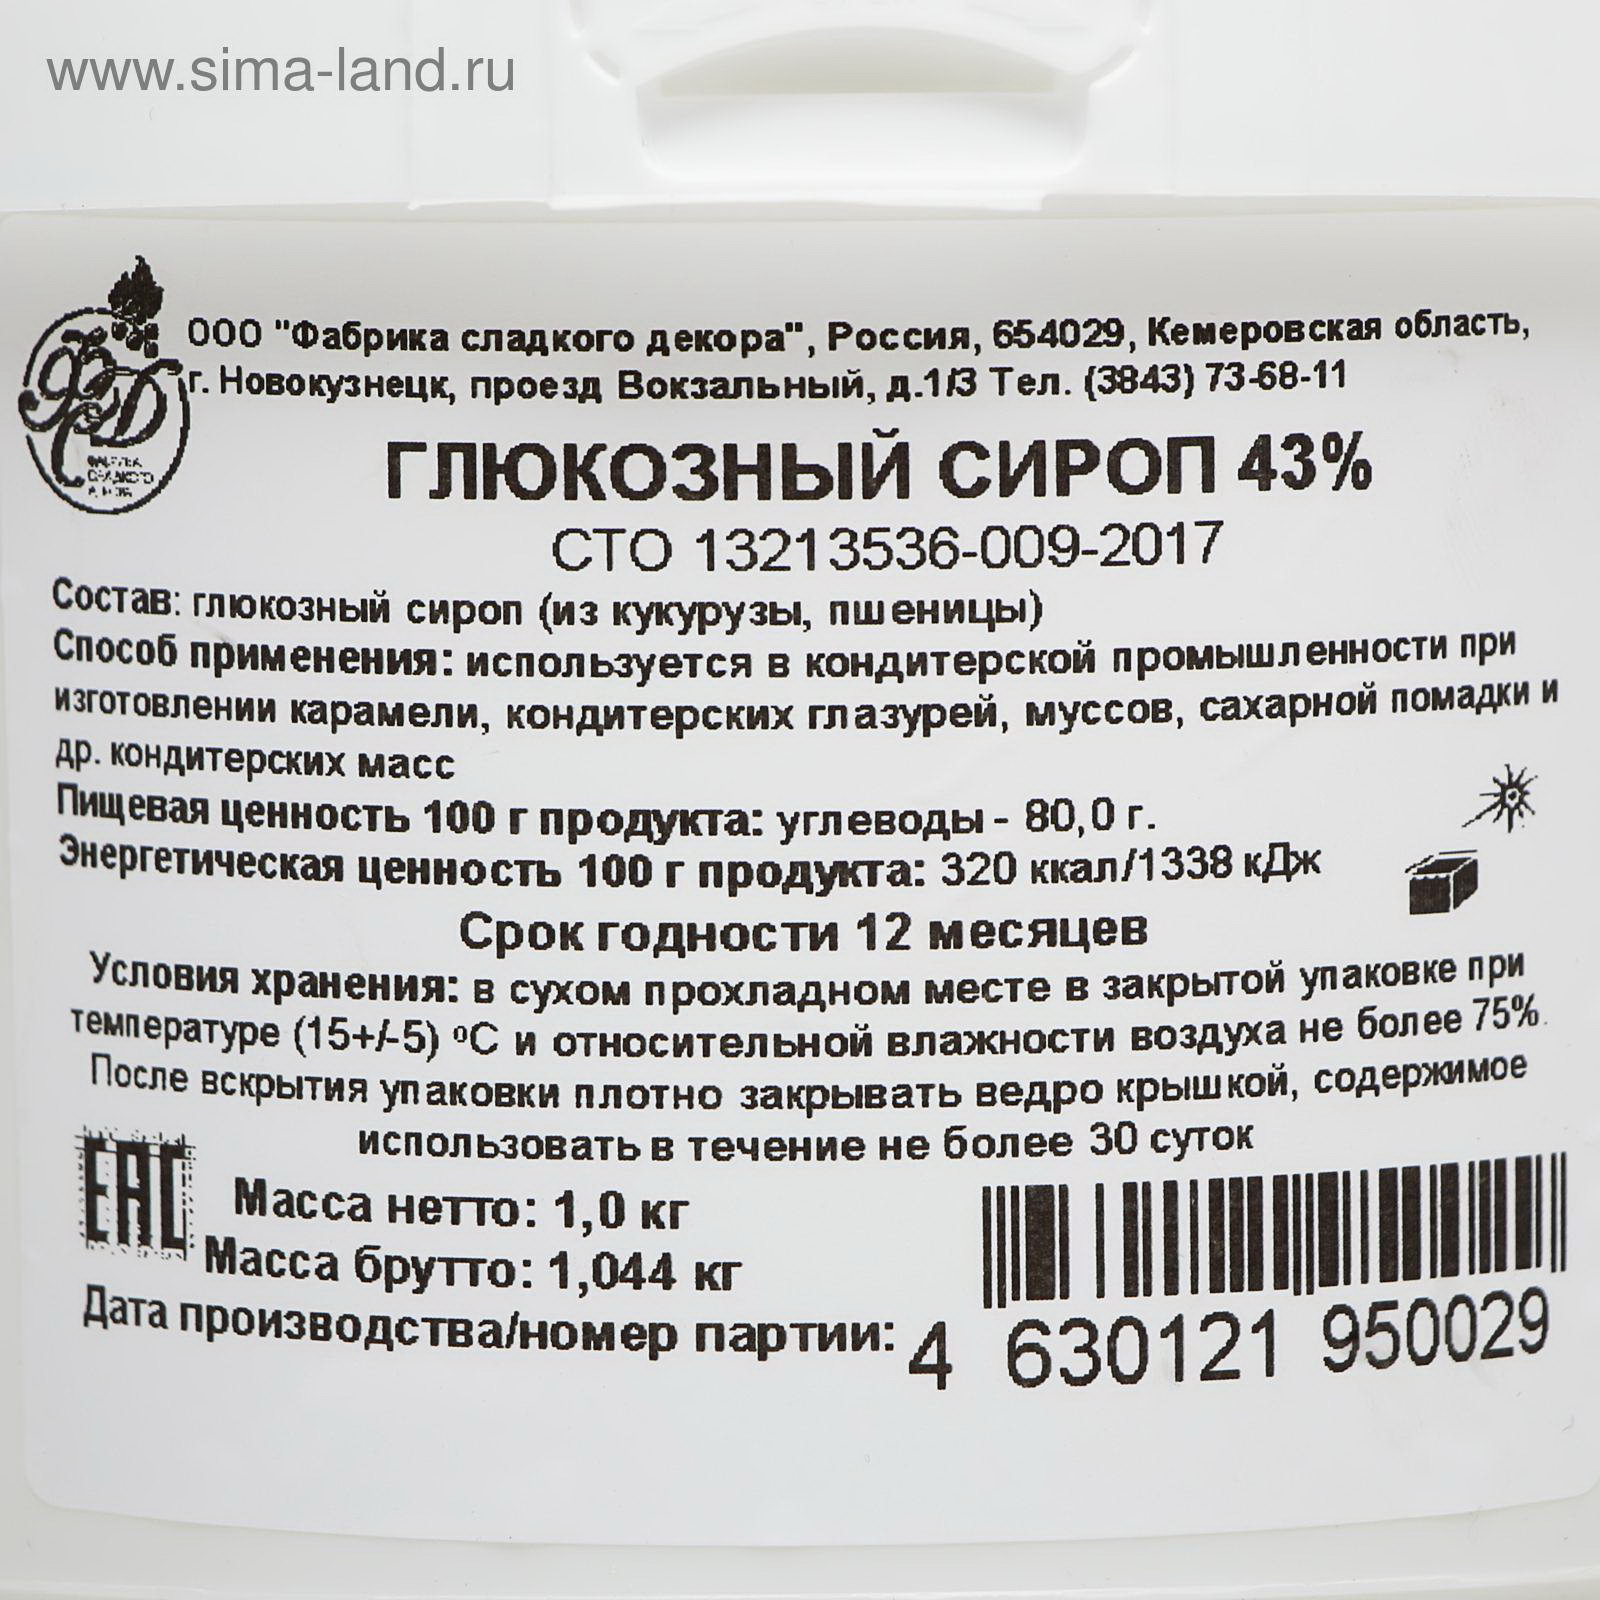 www.sima-land.ru
ООО "Фабрика сладкого декора", Россия, 654029, Кемеровская область,
г. Новокузнецк, проезд Вокзальный, д.1/3 Тел. (3843) 73-68-11
ФСД
ГЛЮКОЗНЫЙ СИРОП 43%
СТО 13213536-009-2017
Состав: глюкозный сироп (из кукурузы, пшеницы)
Способ применения: используется в кондитерской промышленности при
изготовлении карамели, кондитерских глазурей, муссов, сахарной помадки и
др. кондитерских масс
Пищевая ценность 100 г продукта: углеводы - 80,0 г.
Энергетическая ценность 100 г продукта: 320 ккал/1338 кДж
Срок годности 12 месяцев
Условия хранения: в сухом прохладном месте в закрытой упаковке при
температуре (15+/-5) ºС и относительной влажности воздуха не более 75%.
После вскрытия упаковки плотно закрывать ведро крышкой, содержимое
использовать в течение не более 30 суток
EAC
Масса нетто: 1,0 кг
Масса брутто: 1,044 кг
Дата производства/номер партии:
4 630121 950029